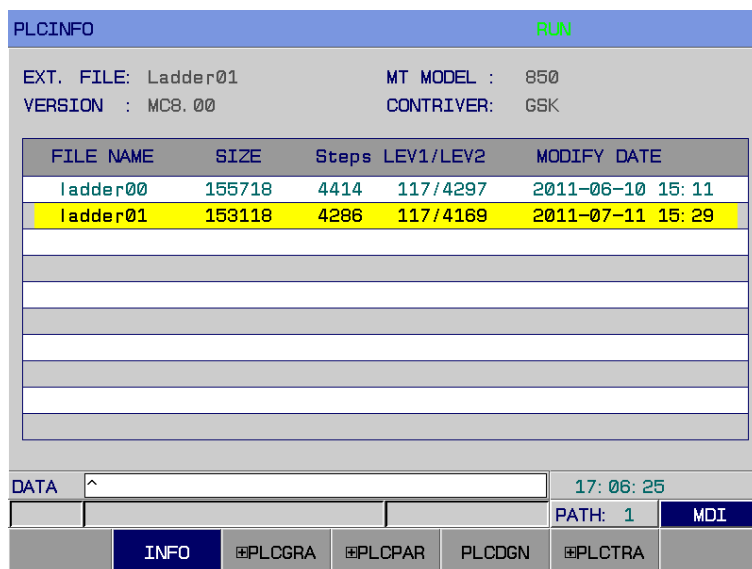 PLCINFO RUN
EXT. FILE: Ladder01 MT MODEL : 850
VERSION : MC8.00 CONTRIVER: GSK
FILE NAME SIZE Steps LEV1/LEV2 MODIFY DATE
ladder00 155718 4414 117/4297 2011-06-10 15:11
ladder01 153118 4286 117/4169 2011-07-11 15:29
DATA ^ 17:06:25
PATH: 1 MDI
INFO ⊞PLCGRA ⊞PLCPAR PLCDGN ⊞PLCTRA